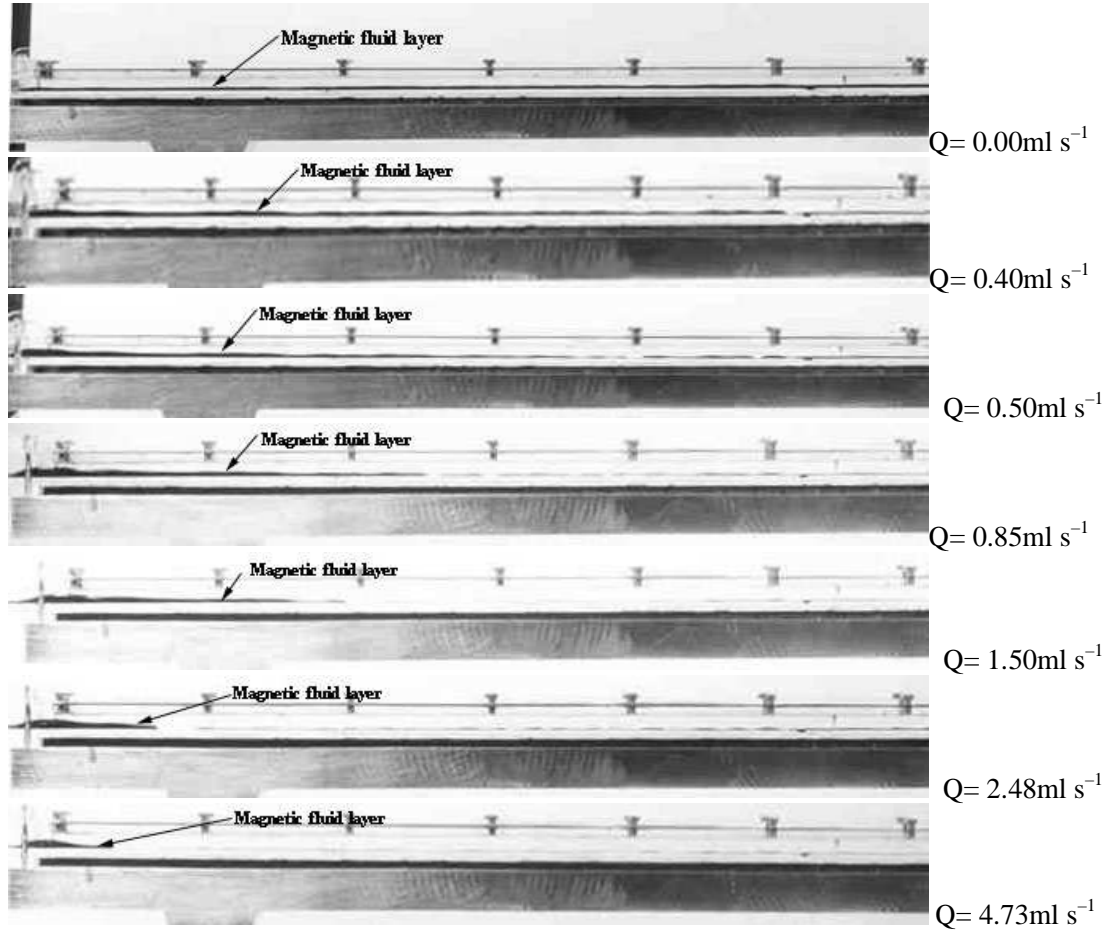 Magnetic fluid layer
Q= 0.00ml s⁻¹
Magnetic fluid layer
Q= 0.40ml s⁻¹
Magnetic fluid layer
Q= 0.50ml s⁻¹
Magnetic fluid layer
Q= 0.85ml s⁻¹
Magnetic fluid layer
Q= 1.50ml s⁻¹
Magnetic fluid layer
Q= 2.48ml s⁻¹
Magnetic fluid layer
Q= 4.73ml s⁻¹